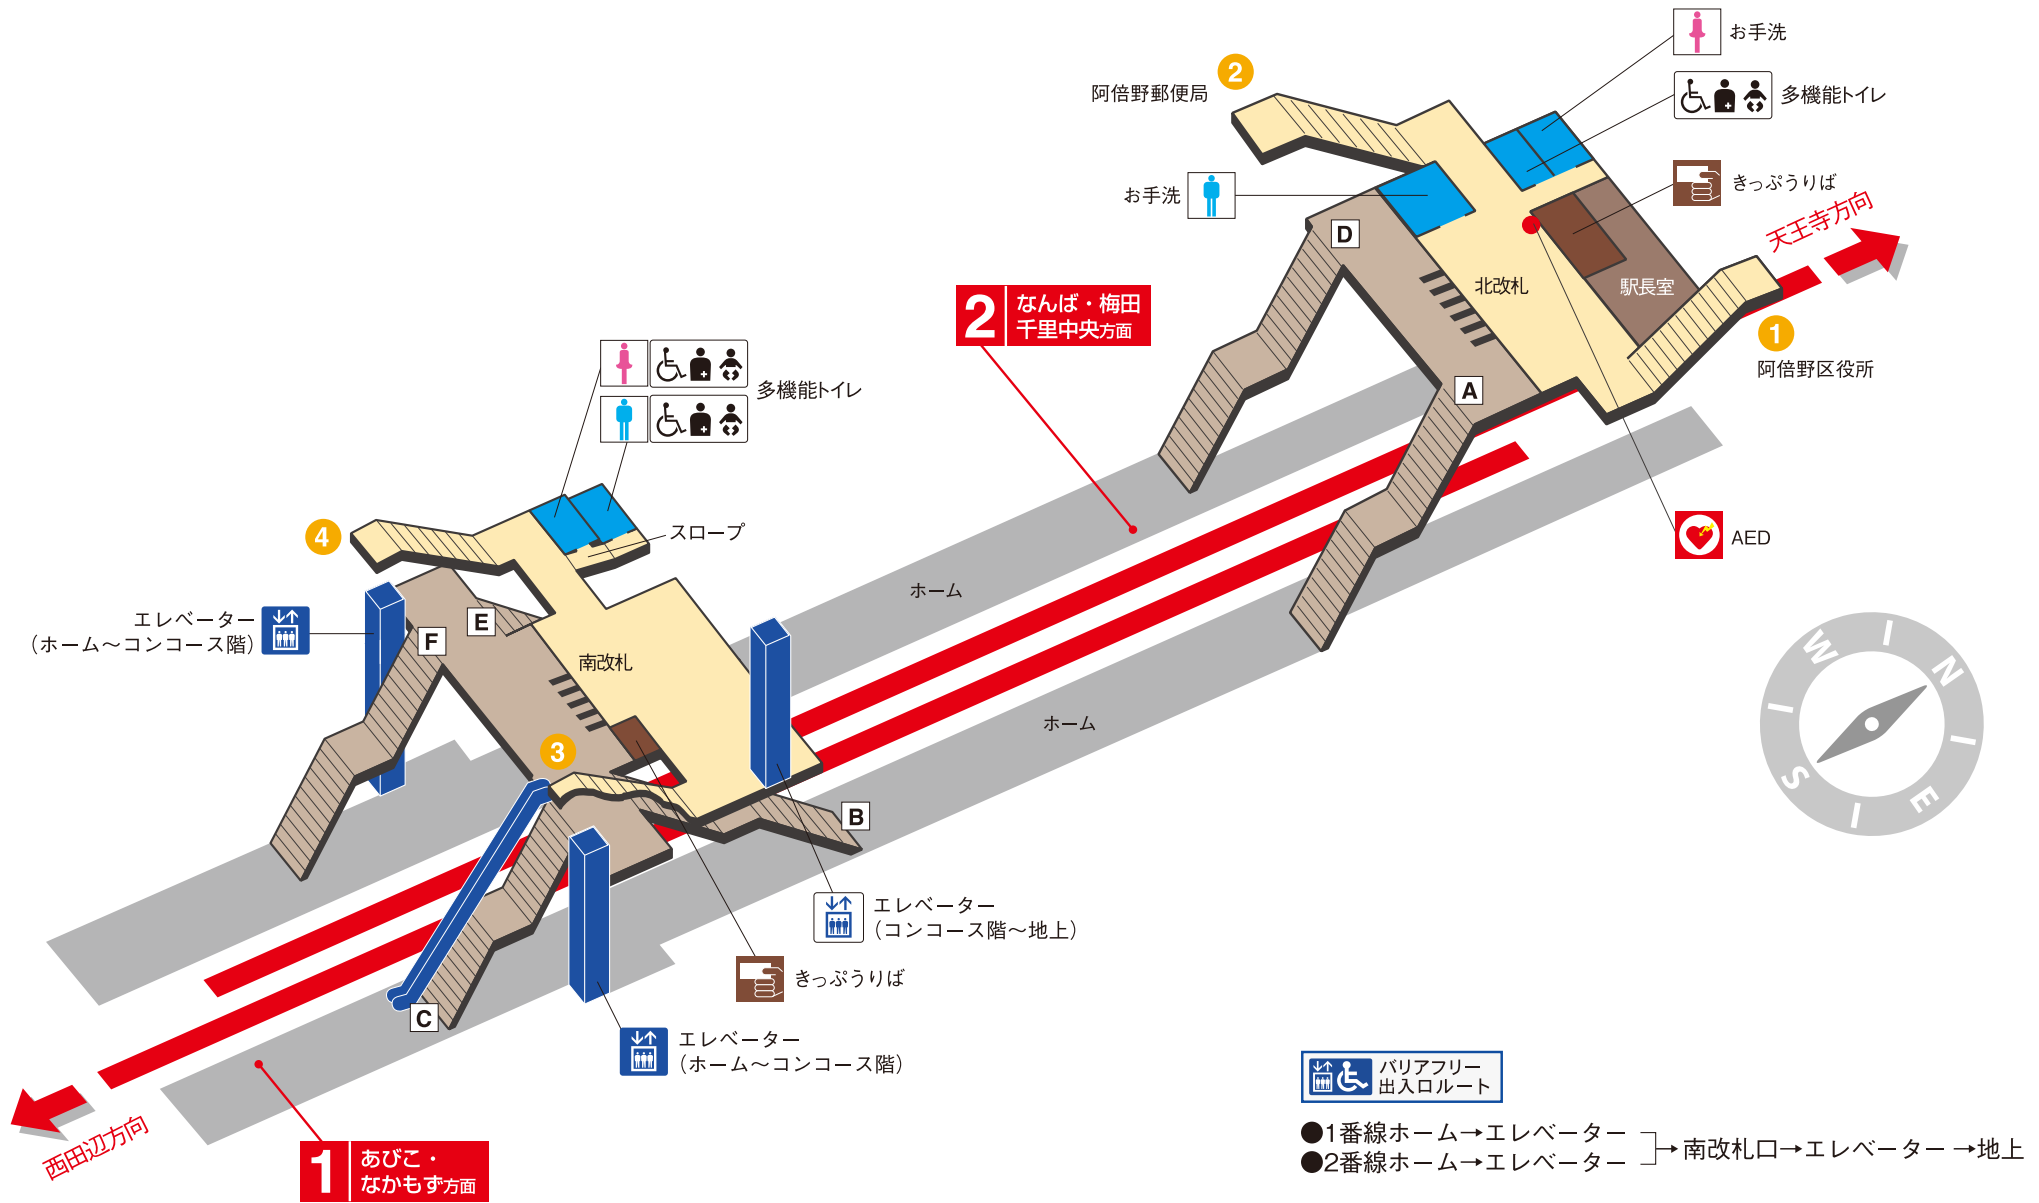 お手洗
多機能トイレ
2
阿倍野郵便局
お手洗
きっぷうりば
天王寺方向
D
北改札
駅長室
2
なんば・梅田
千里中央方面
1
阿倍野区役所
A
多機能トイレ
4
スロープ
AED
ホーム
エレベーター
（ホーム～コンコース階）
E
F
南改札
ホーム
3
B
エレベーター
（コンコース階～地上）
きっぷうりば
C
エレベーター
（ホーム～コンコース階）
西田辺方向
1
あびこ・
なかもず方面
N
W
S
E
バリアフリー
出入口ルート
●1番線ホーム→エレベーター
●2番線ホーム→エレベーター
→南改札口→エレベーター→地上